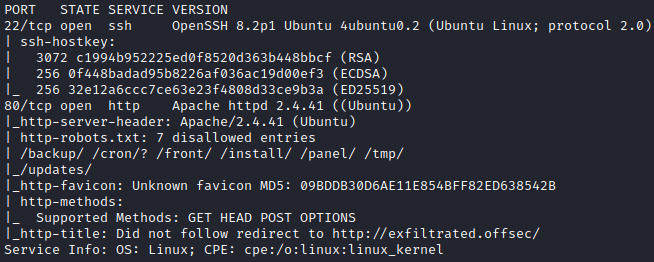 PORT   STATE SERVICE VERSION
22/tcp open  ssh     OpenSSH 8.2p1 Ubuntu 4ubuntu0.2 (Ubuntu Linux; protocol 2.0)
| ssh-hostkey:
|   3072 c1994b952225ed0f8520d363b448bbcf (RSA)
|   256 0f448badad95b8226af036ac19d00ef3 (ECDSA)
|_  256 32e12a6ccc7ce63e23f4808d33ce9b3a (ED25519)
80/tcp open  http    Apache httpd 2.4.41 ((Ubuntu))
|_http-server-header: Apache/2.4.41 (Ubuntu)
| http-robots.txt: 7 disallowed entries
| /backup/ /cron/? /front/ /install/ /panel/ /tmp/
|_/updates/
|_http-favicon: Unknown favicon MD5: 09BDDB30D6AE11E854BFF82ED638542B
| http-methods:
|_  Supported Methods: GET HEAD POST OPTIONS
|_http-title: Did not follow redirect to http://exfiltrated.offsec/
Service Info: OS: Linux; CPE: cpe:/o:linux:linux_kernel